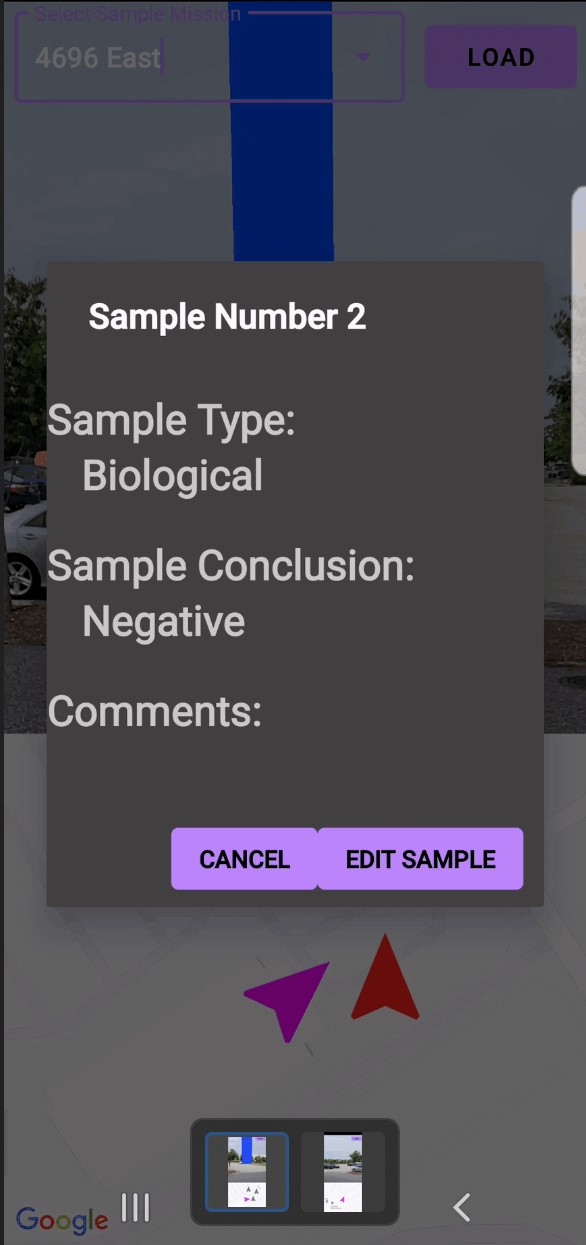 Select Sample Mission
4696 East
LOAD
Sample Number 2
Sample Type:
Biological
Sample Conclusion:
Negative
Comments:
CANCEL
EDIT SAMPLE
Google